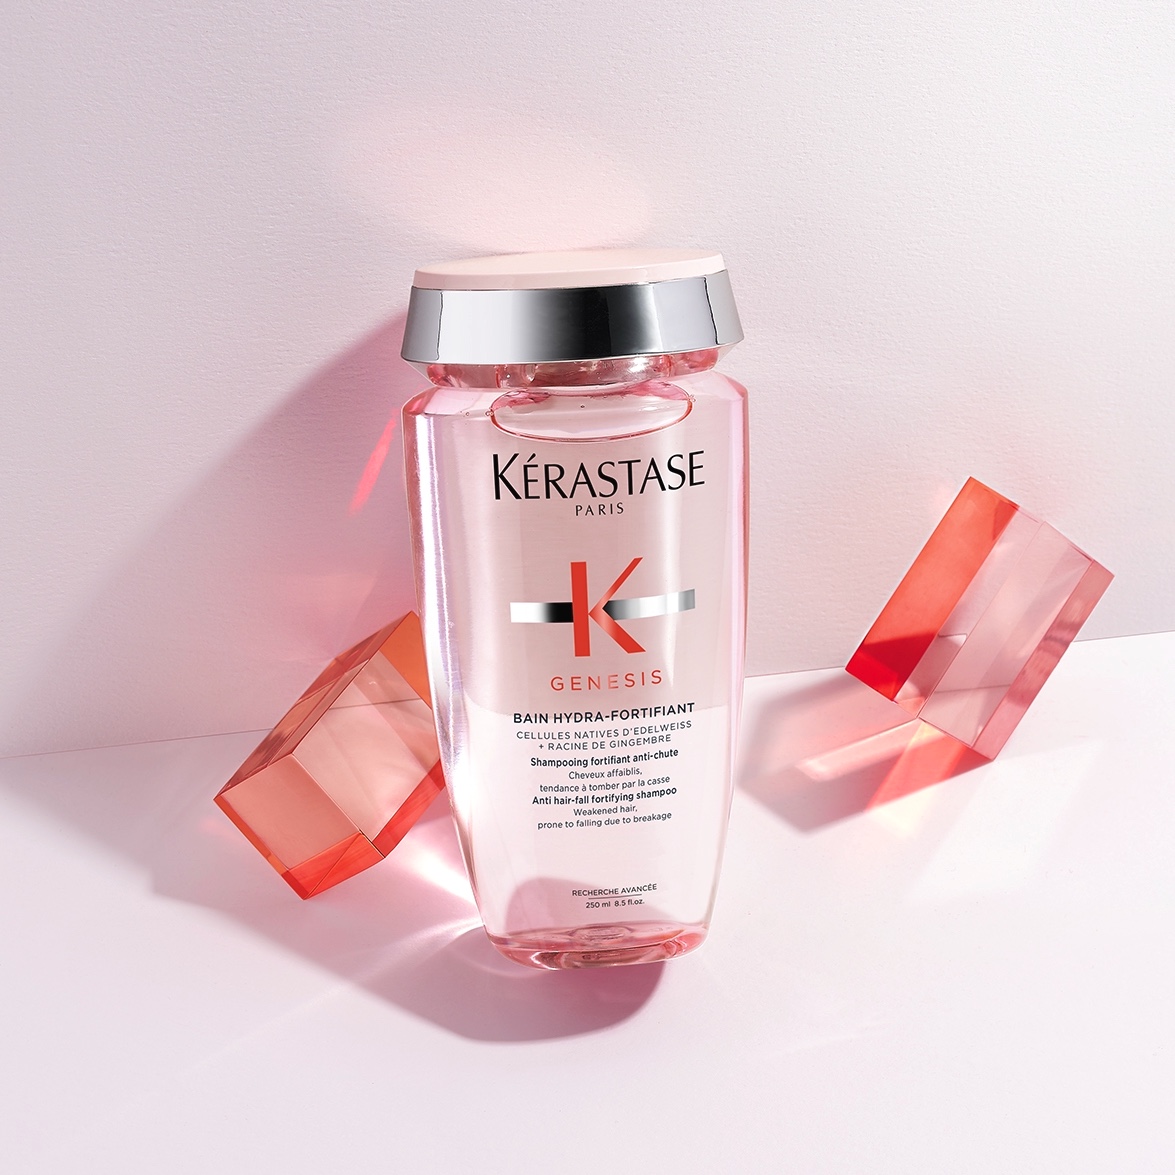 KÉRASTASE
PARIS
K
GENESIS
BAIN HYDRA-FORTIFIANT
CELLULES NATIVES D'EDELWEISS
+ RACINE DE GINGEMBRE
Shampooing fortifiant anti-chute
Cheveux affaiblis,
tendance à tomber par la casse
Anti hair-fall fortifying shampoo
Weakened hair,
prone to falling due to breakage
RECHERCHE AVANCÉE
250 ml 8.5 fl.oz.